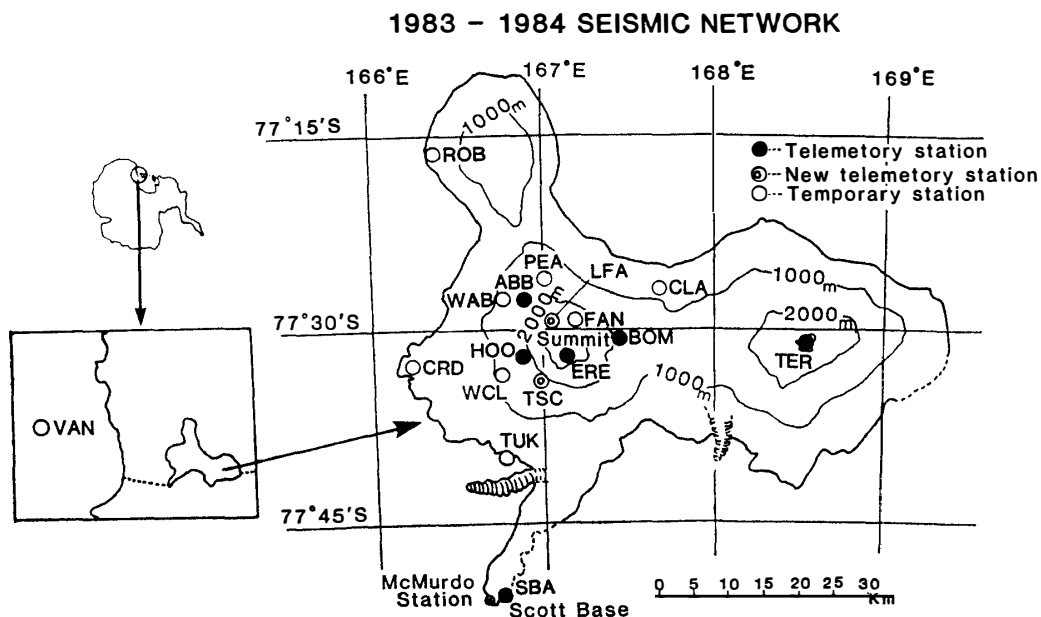 1983 - 1984 SEISMIC NETWORK
166°E
167°E
168°E
169°E
77°15'S
1000m
ROB
Telemetory station
New telemetory station
Temporary station
PEA
LFA
ABB
CLA
1000m
WAB
2000m
FAN
2000m
77°30'S
Summit
BOM
HOO
TER
CRD
ERE
WCL
TSC
1000m
VAN
TUK
77°45'S
McMurdo
Station
SBA
Scott Base
0 5 10 15 20 25 30
Km